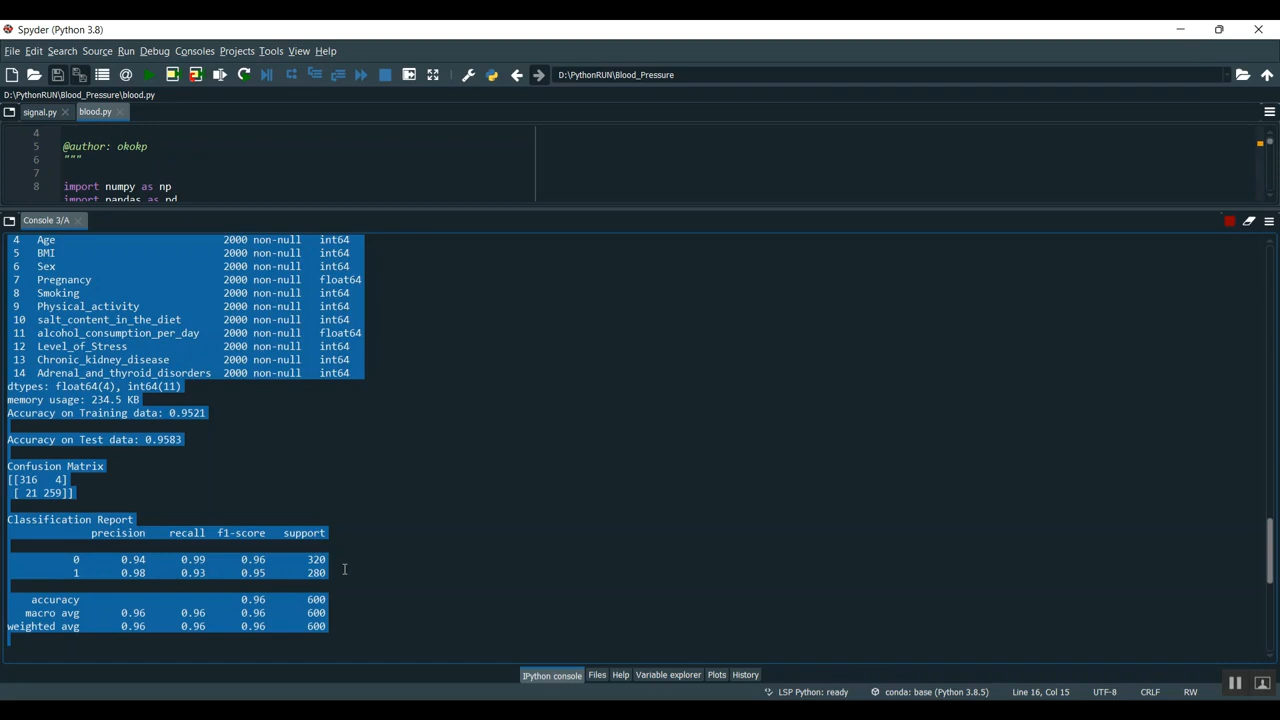 Spyder (Python 3.8)
File Edit Search Source Run Debug Consoles Projects Tools View Help
D:\PythonRUN\Blood_Pressure
D:\PythonRUN\Blood_Pressure\blood.py
signal.py blood.py
4
5 @author: okokp
6 """
7
8 import numpy as np
import pandas as pd
Console 3/A
4 Age 2000 non-null int64
5 BMI 2000 non-null int64
6 Sex 2000 non-null int64
7 Pregnancy 2000 non-null float64
8 Smoking 2000 non-null int64
9 Physical_activity 2000 non-null int64
10 salt_content_in_the_diet 2000 non-null int64
11 alcohol_consumption_per_day 2000 non-null float64
12 Level_of_Stress 2000 non-null int64
13 Chronic_kidney_disease 2000 non-null int64
14 Adrenal_and_thyroid_disorders 2000 non-null int64
dtypes: float64(4), int64(11)
memory usage: 234.5 KB
Accuracy on Training data: 0.9521
Accuracy on Test data: 0.9583
Confusion Matrix
[[316 4]
[ 21 259]]
Classification Report
precision recall f1-score support
0 0.94 0.99 0.96 320
1 0.98 0.93 0.95 280
accuracy 0.96 600
macro avg 0.96 0.96 0.96 600
weighted avg 0.96 0.96 0.96 600
IPython console Files Help Variable explorer Plots History
LSP Python: ready conda: base (Python 3.8.5) Line 16, Col 15 UTF-8 CRLF RW